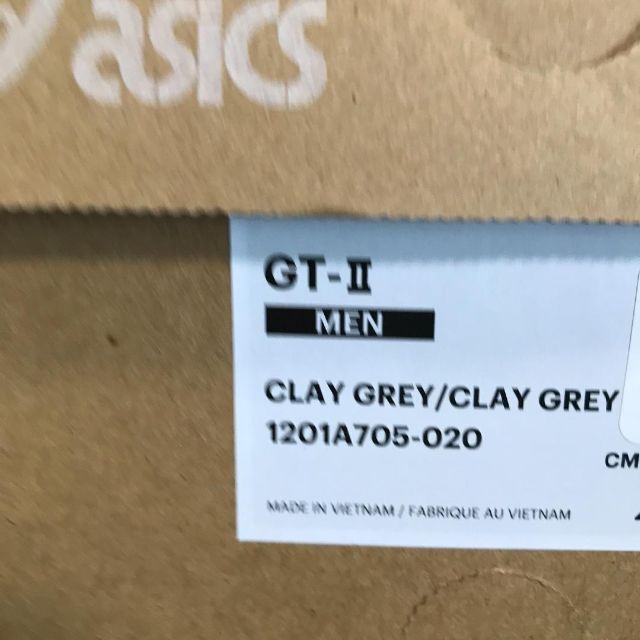 asics
GT-II
MEN
CLAY GREY/CLAY GREY
1201A705-020
CM
MADE IN VIETNAM / FABRIQUE AU VIETNAM